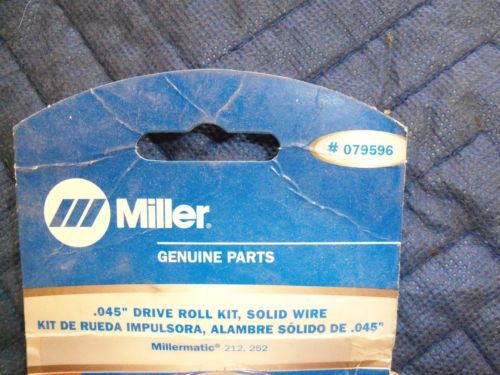 # 079596
Miller®
GENUINE PARTS
.045" DRIVE ROLL KIT, SOLID WIRE
KIT DE RUEDA IMPULSORA, ALAMBRE SÓLIDO DE .045"
Millermatic® 212, 252